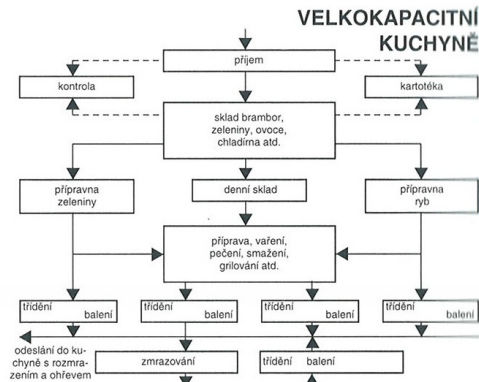 VELKOKAPACITNÍ
KUCHYNĚ
příjem
kontrola
kartotéka
sklad brambor,
zeleniny, ovoce,
chladírna atd.
přípravna
zeleniny
denní sklad
přípravna
ryb
příprava, vaření,
pečení, smažení,
grilování atd.
třídění
balení
třídění
balení
třídění
balení
třídění
balení
odeslání do ku-
chyně s rozmra-
zením a ohřevem
zmrazování
třídění balení